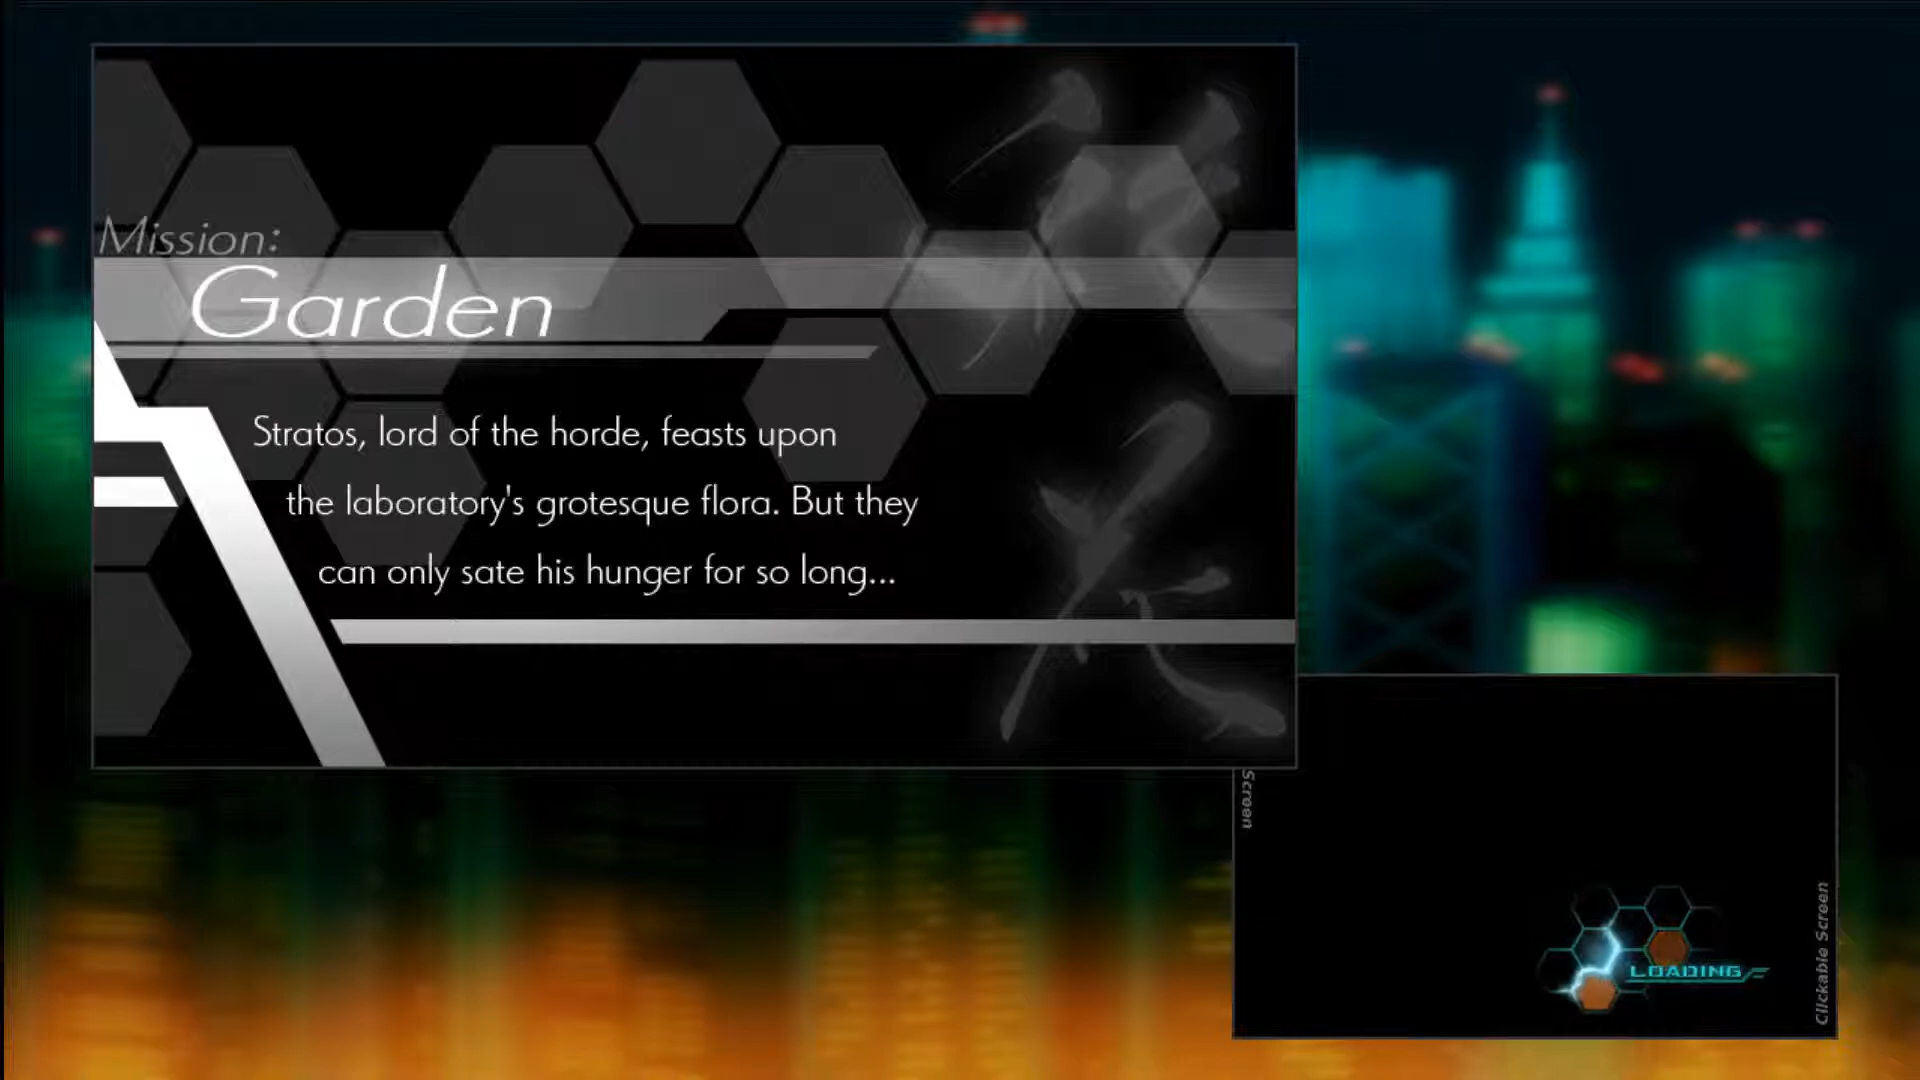 Mission:
Garden
Stratos, lord of the horde, feasts upon
the laboratory's grotesque flora. But they
can only sate his hunger for so long...
Screen
LOADING
Clickable Screen